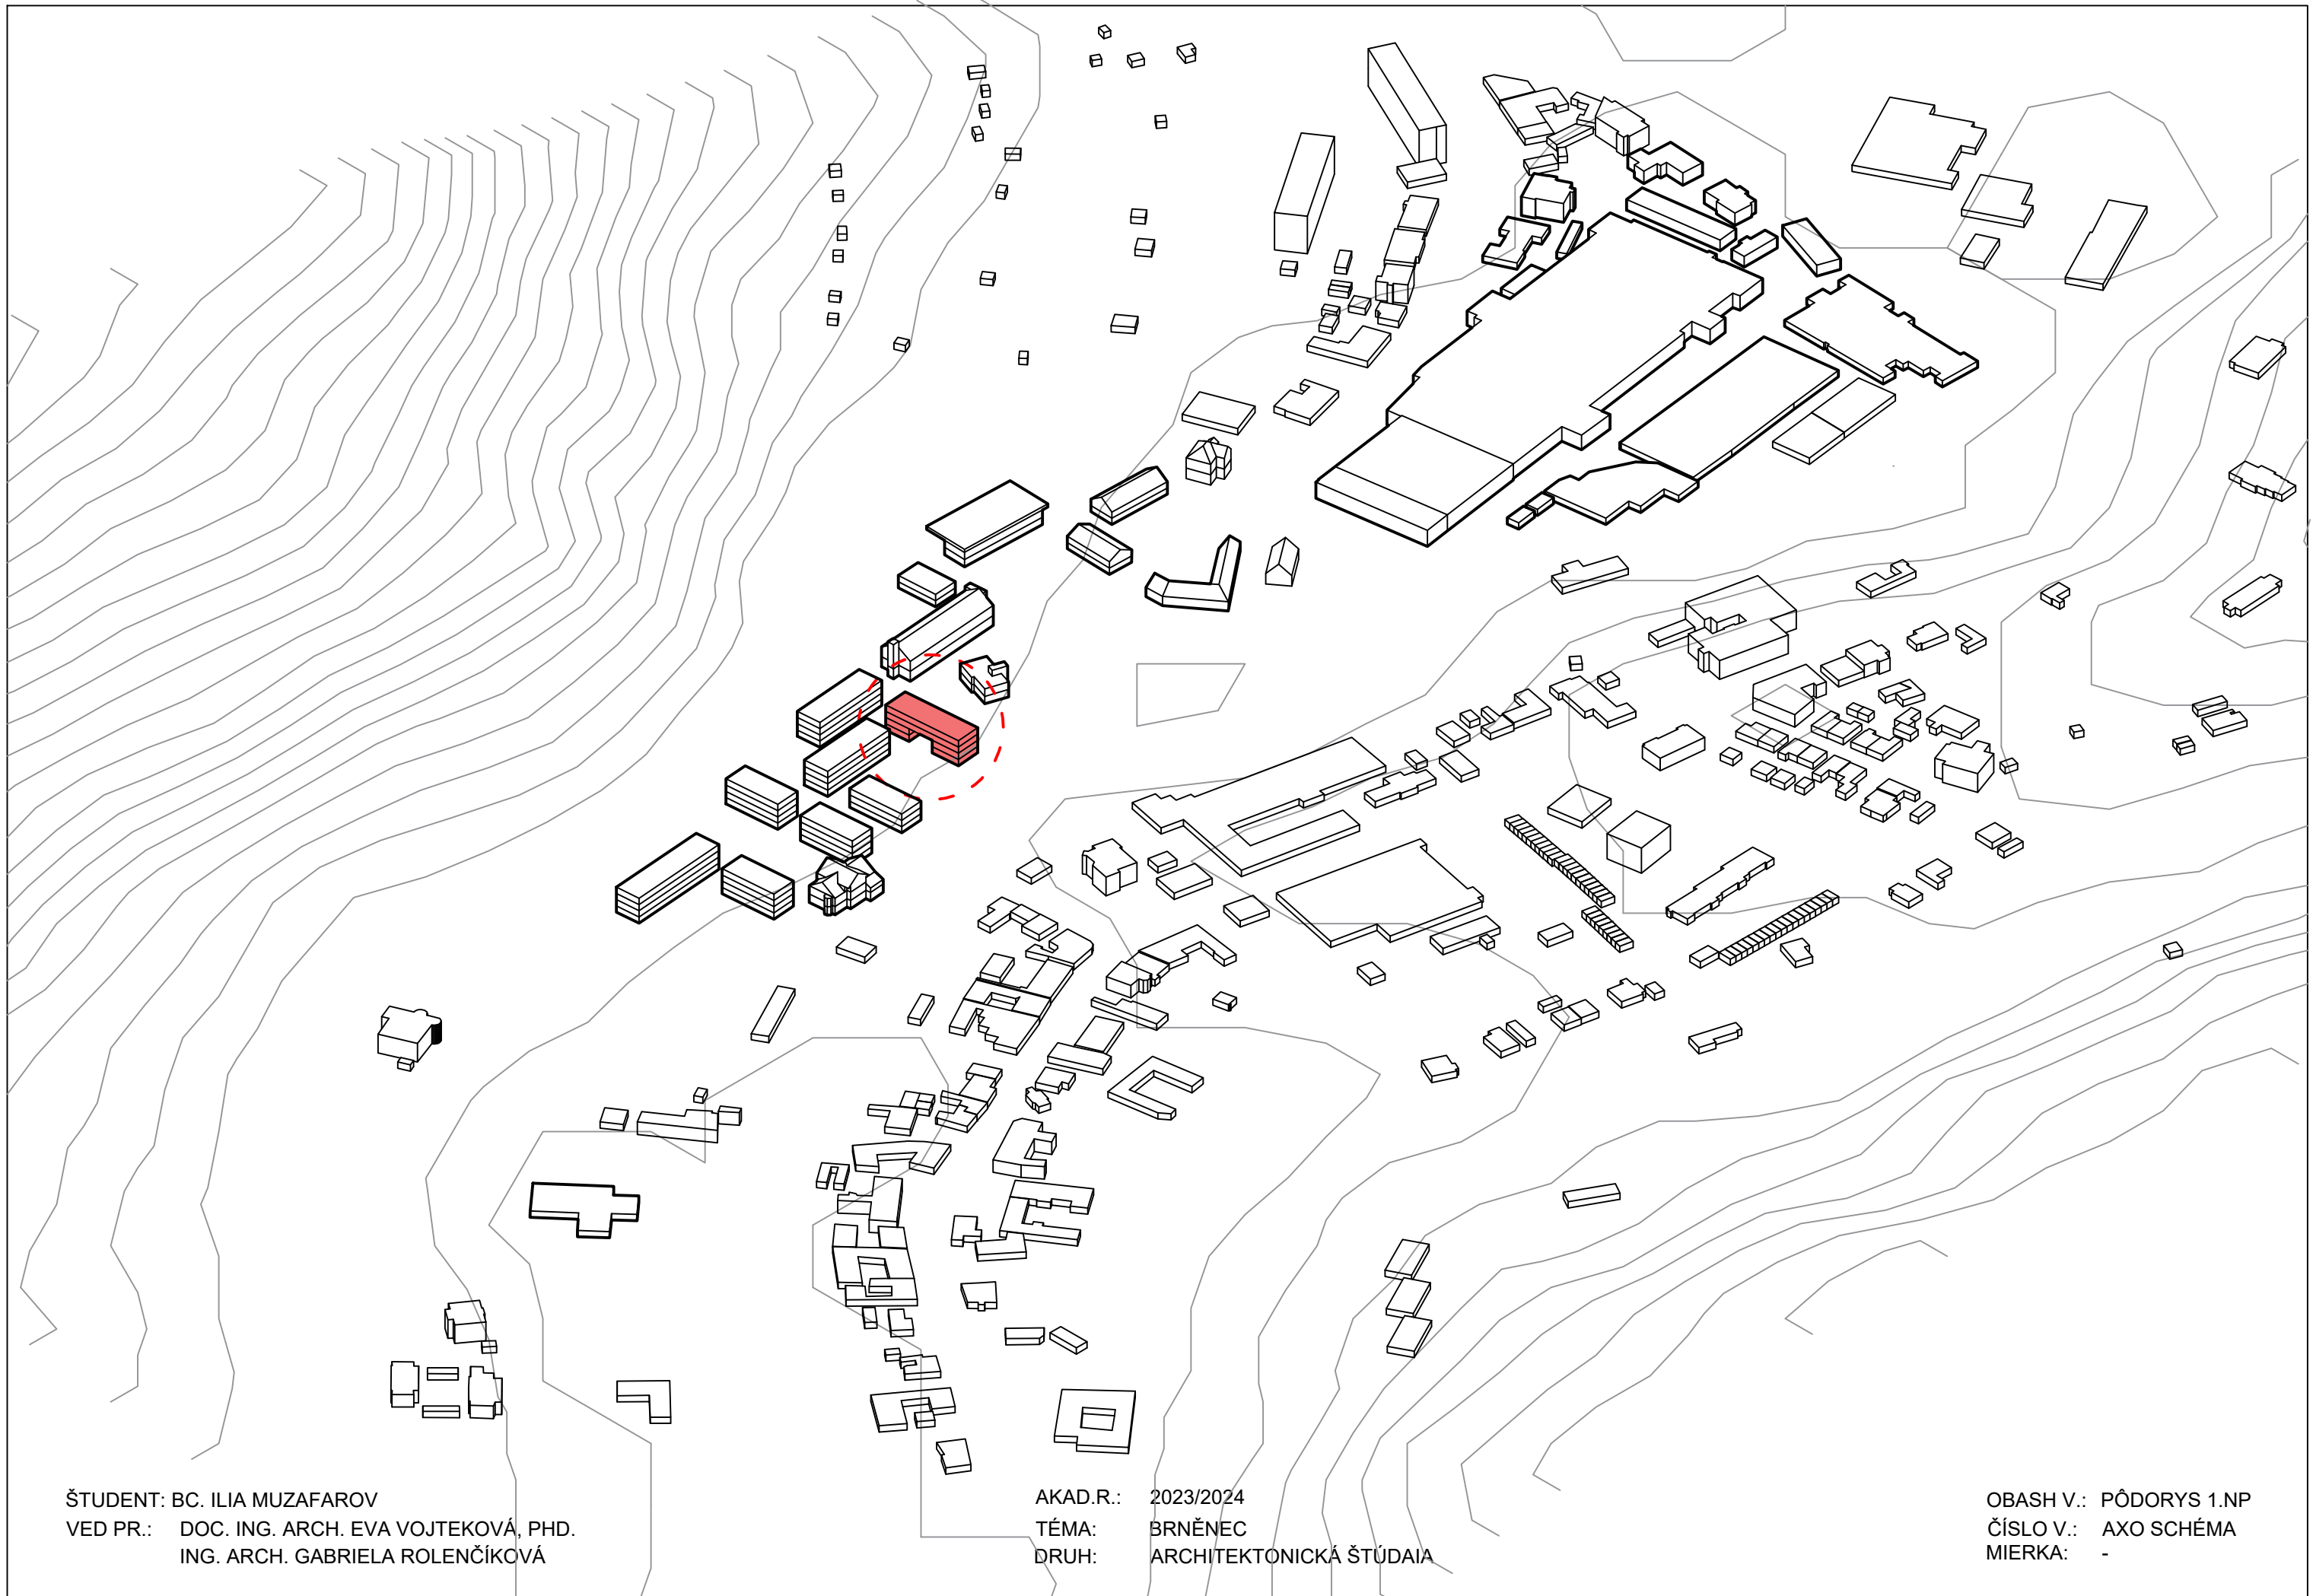 ŠTUDENT: BC. ILIA MUZAFAROV
VED PR.: DOC. ING. ARCH. EVA VOJTEKOVÁ, PHD.
ING. ARCH. GABRIELA ROLENČÍKOVÁ
AKAD.R.: 2023/2024
TÉMA: BRNĚNEC
DRUH: ARCHITEKTONICKÁ ŠTÚDAIA
OBASH V.: PÔDORYS 1.NP
ČÍSLO V.: AXO SCHÉMA
MIERKA: -